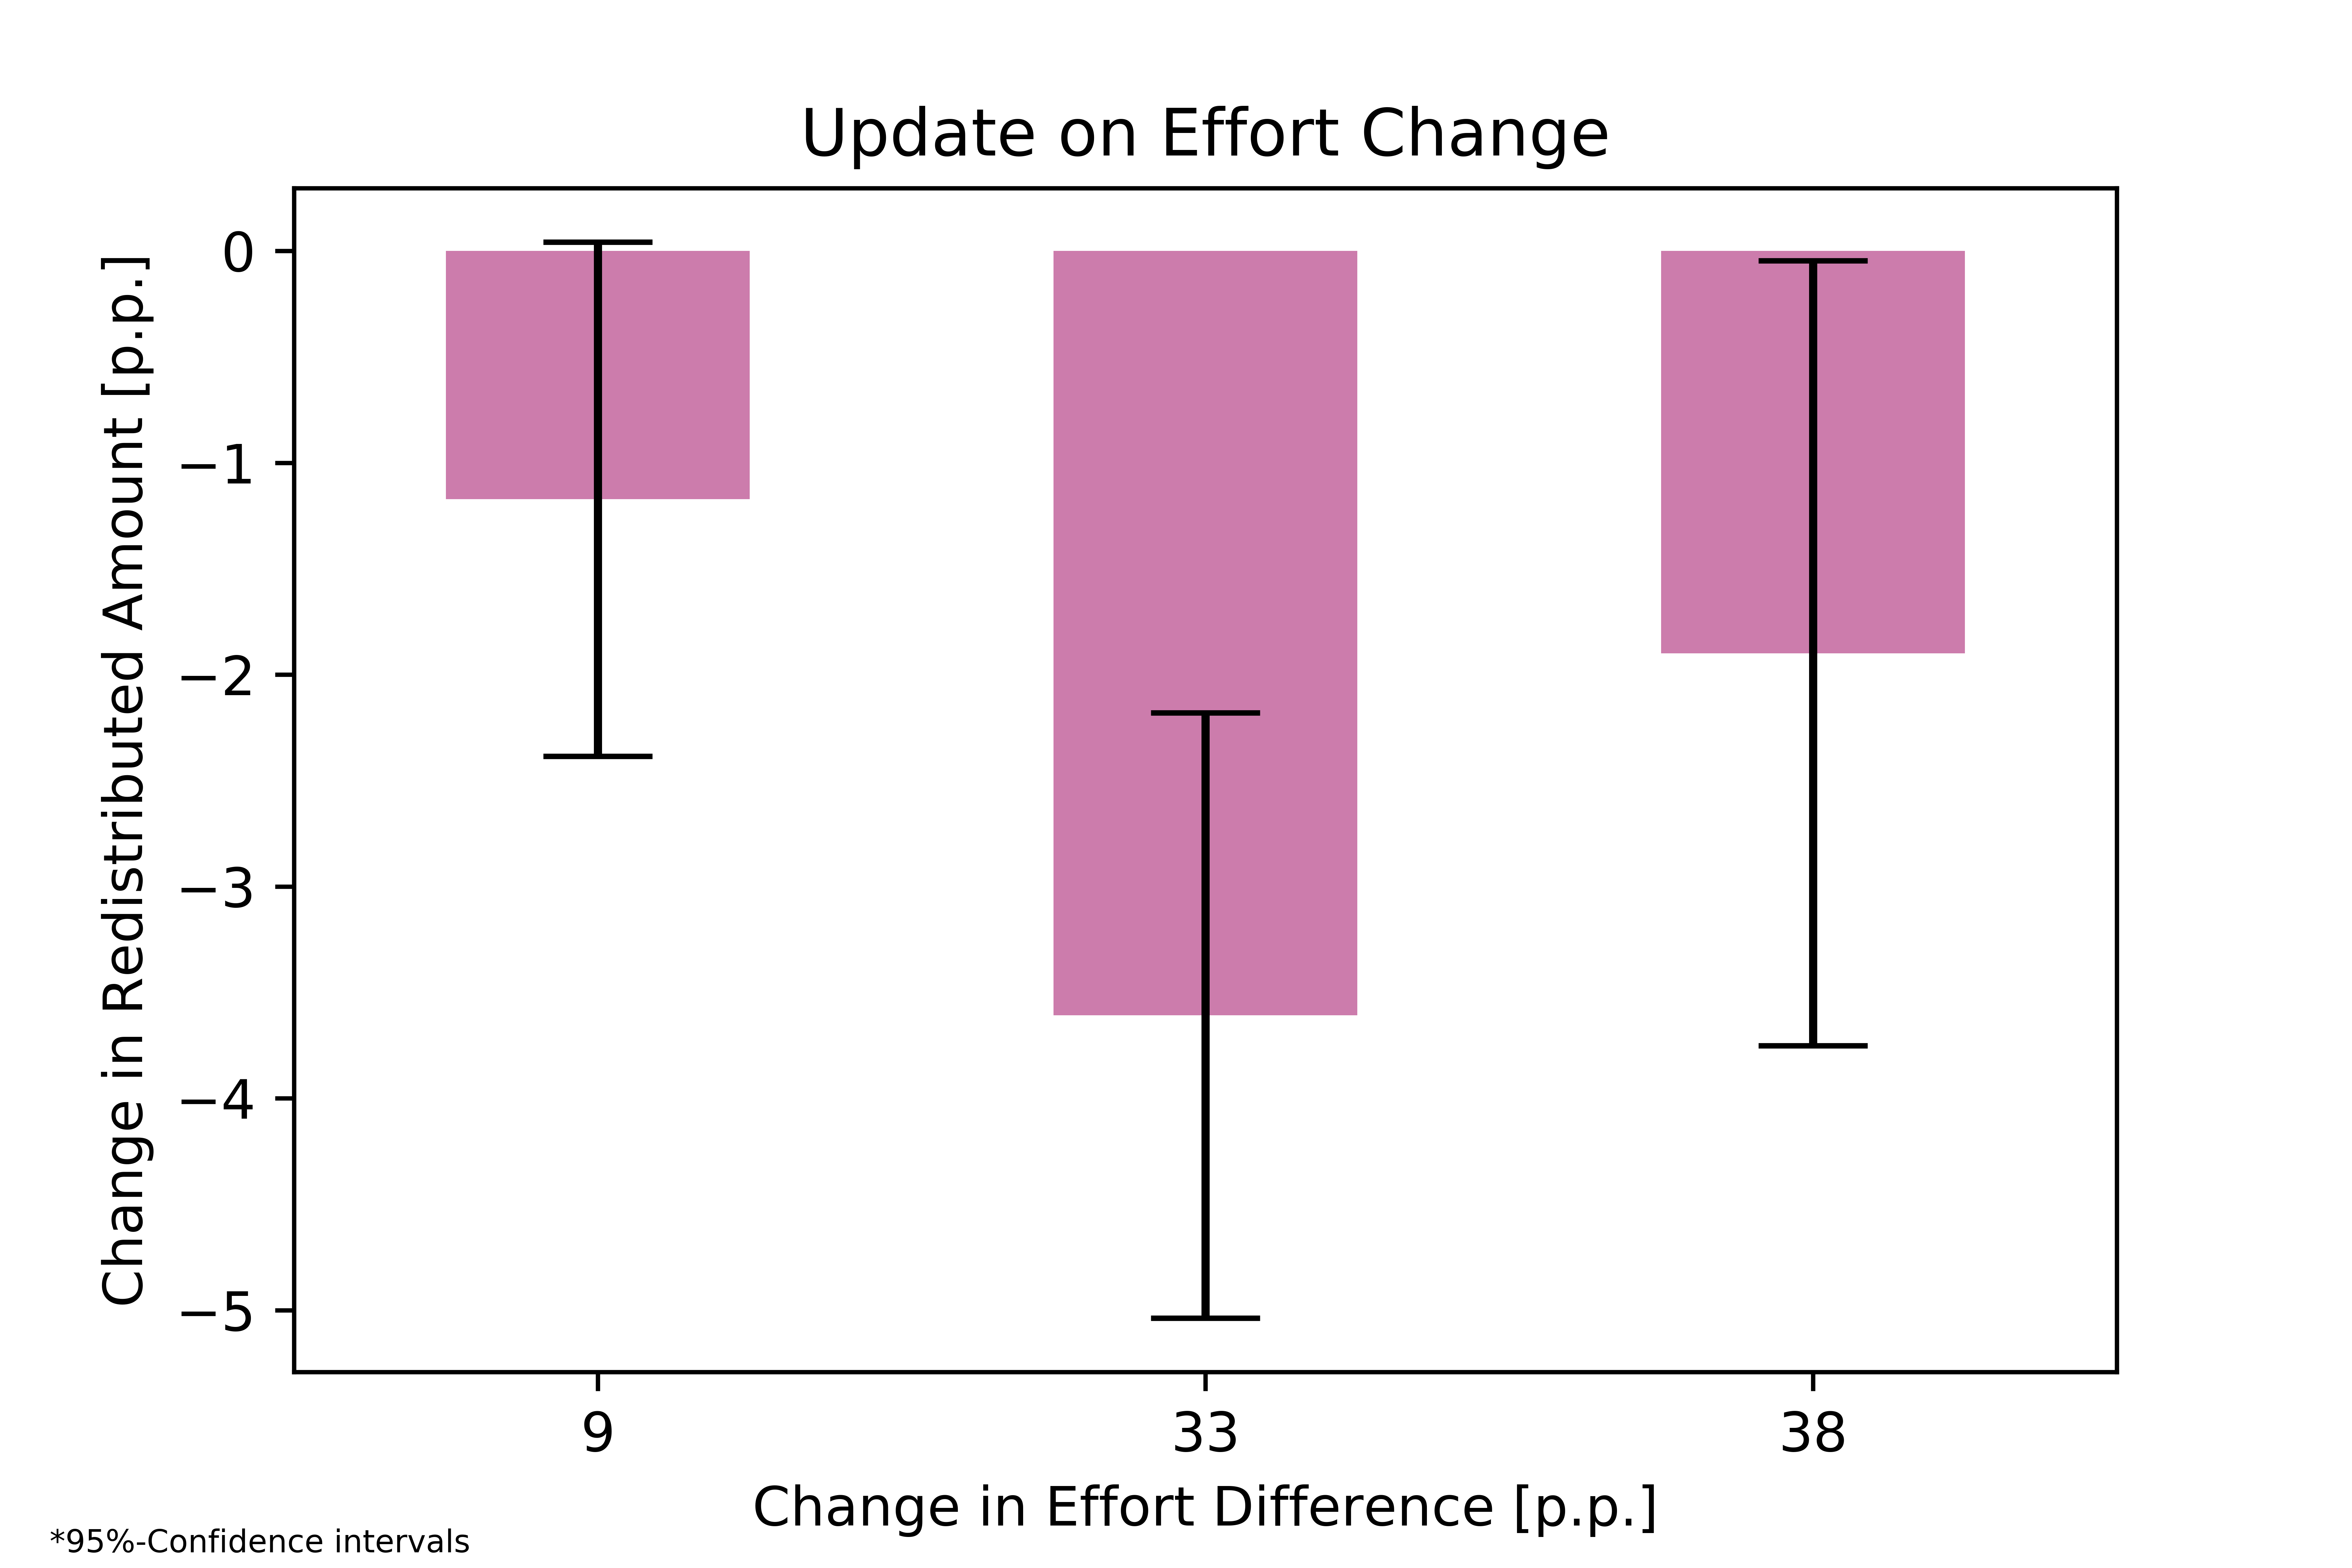 Update on Effort Change
Change in Redistributed Amount [p.p.]
0
−1
−2
−3
−4
−5
9 33 38
Change in Effort Difference [p.p.]
*95%-Confidence intervals